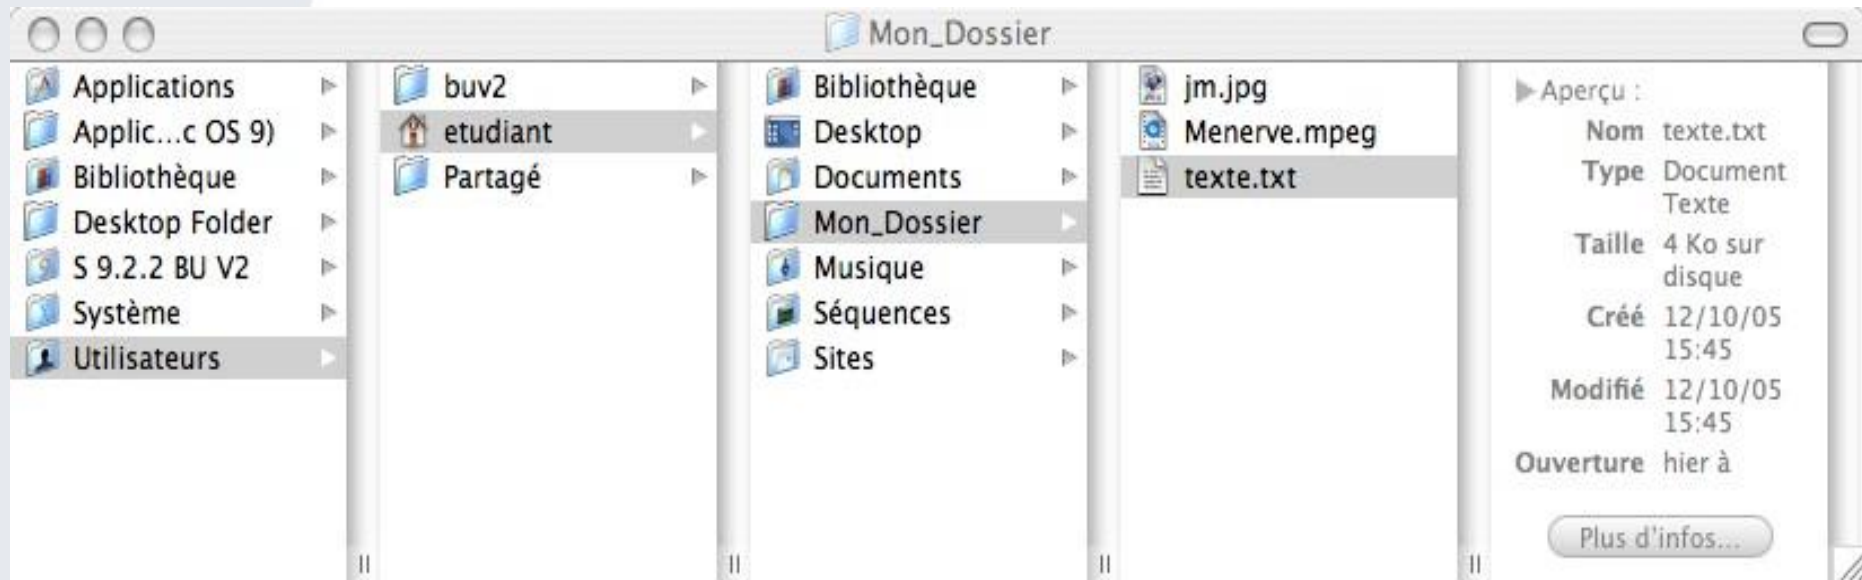 Mon_Dossier
Applications
Applic...c OS 9)
Bibliothèque
Desktop Folder
S 9.2.2 BU V2
Système
Utilisateurs
buv2
etudiant
Partagé
Bibliothèque
Desktop
Documents
Mon_Dossier
Musique
Séquences
Sites
jm.jpg
Menerve.mpeg
texte.txt
Aperçu :
Nom texte.txt
Type Document
Texte
Taille 4 Ko sur
disque
Créé 12/10/05
15:45
Modifié 12/10/05
15:45
Ouverture hier à
Plus d'infos...